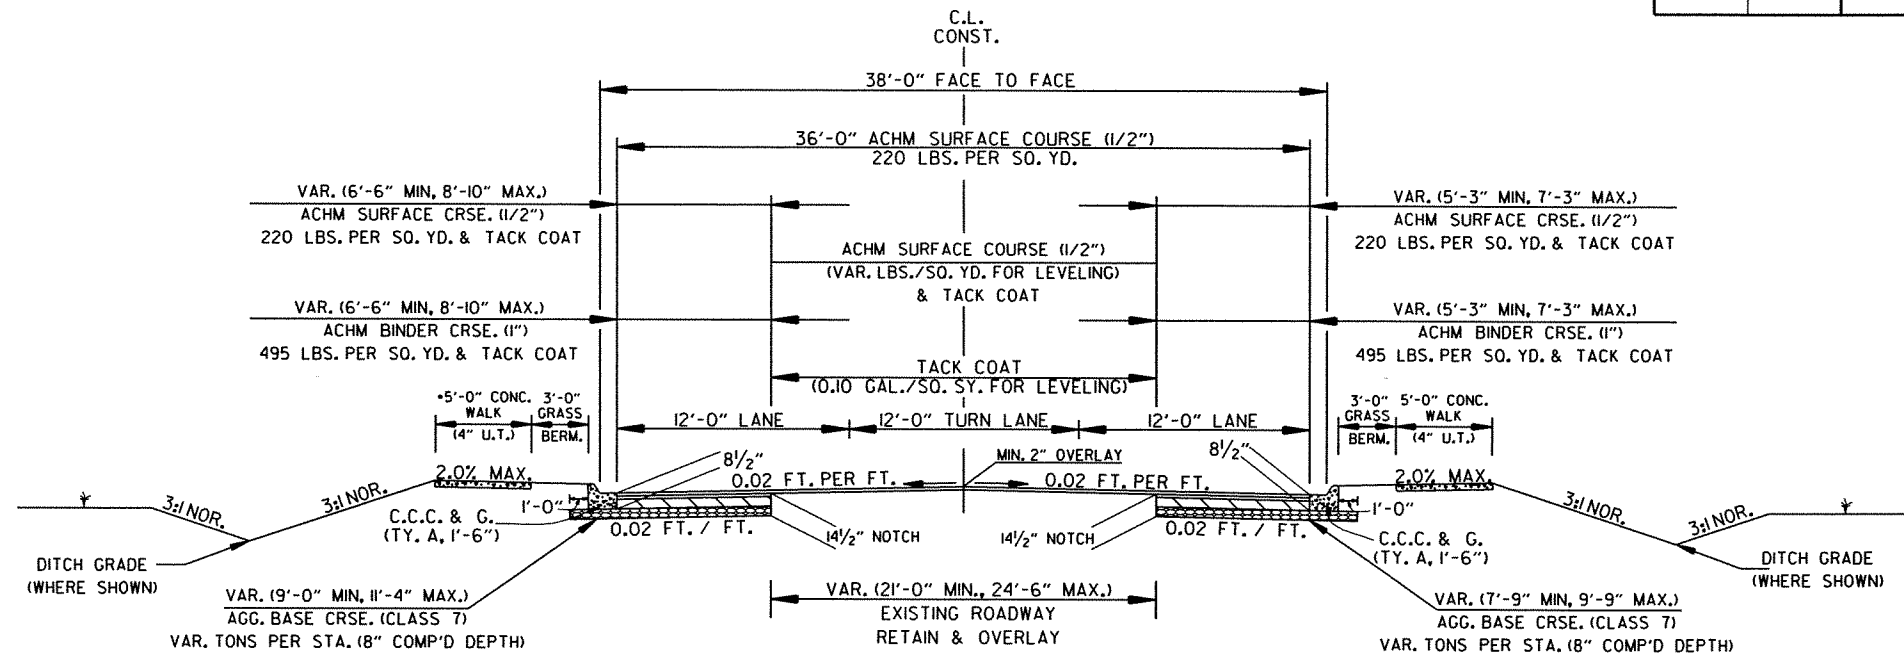 C.L.
CONST.
38'-0" FACE TO FACE
36'-0" ACHM SURFACE COURSE (1/2")
220 LBS. PER SQ. YD.
VAR. (6'-6" MIN, 8'-10" MAX.)
ACHM SURFACE CRSE. (1/2")
220 LBS. PER SQ. YD. & TACK COAT
VAR. (5'-3" MIN, 7'-3" MAX.)
ACHM SURFACE CRSE. (1/2")
220 LBS. PER SQ. YD. & TACK COAT
ACHM SURFACE COURSE (1/2")
(VAR. LBS./SQ. YD. FOR LEVELING)
& TACK COAT
VAR. (6'-6" MIN, 8'-10" MAX.)
ACHM BINDER CRSE. (1")
495 LBS. PER SQ. YD. & TACK COAT
VAR. (5'-3" MIN, 7'-3" MAX.)
ACHM BINDER CRSE. (1")
495 LBS. PER SQ. YD. & TACK COAT
TACK COAT
(0.10 GAL./SQ. SY. FOR LEVELING)
*5'-0" CONC.
WALK
(4" U.T.)
3'-0"
GRASS
BERM.
12'-0" LANE
12'-0" TURN LANE
12'-0" LANE
3'-0"
GRASS
BERM.
5'-0" CONC.
WALK
(4" U.T.)
8½"
MIN. 2" OVERLAY
8½"
2.0% MAX.
0.02 FT. PER FT.
0.02 FT. PER FT.
2.0% MAX.
3:1 NOR.
3:1 NOR.
1'-0"
1'-0"
3:1 NOR.
3:1 NOR.
C.C.C. & G.
(TY. A, 1'-6")
0.02 FT. / FT.
14½" NOTCH
14½" NOTCH
0.02 FT. / FT.
C.C.C. & G.
(TY. A, 1'-6")
DITCH GRADE
(WHERE SHOWN)
DITCH GRADE
(WHERE SHOWN)
VAR. (9'-0" MIN, 11'-4" MAX.)
AGG. BASE CRSE. (CLASS 7)
VAR. TONS PER STA. (8" COMP'D DEPTH)
VAR. (21'-0" MIN., 24'-6" MAX.)
EXISTING ROADWAY
RETAIN & OVERLAY
VAR. (7'-9" MIN, 9'-9" MAX.)
AGG. BASE CRSE. (CLASS 7)
VAR. TONS PER STA. (8" COMP'D DEPTH)